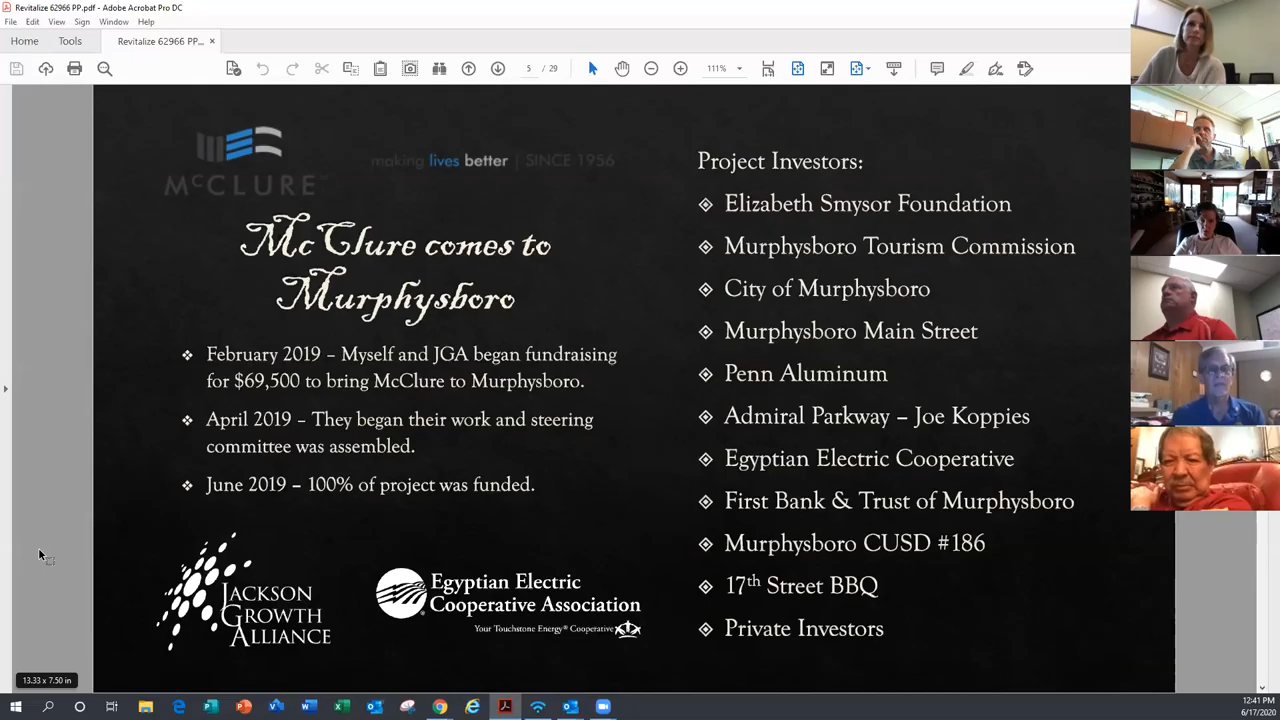 Revitalize 62966 PP.pdf - Adobe Acrobat Pro DC
File Edit View Sign Window Help
Home Tools Revitalize 62966 PP... ×
5 / 29 111%
McCLURE™
making lives better | SINCE 1956
McClure comes to
Murphysboro
❖ February 2019 – Myself and JGA began fundraising
for $69,500 to bring McClure to Murphysboro.
❖ April 2019 – They began their work and steering
committee was assembled.
❖ June 2019 – 100% of project was funded.
JACKSON
GROWTH
ALLIANCE
Egyptian Electric
Cooperative Association
Your Touchstone Energy® Cooperative
Project Investors:
Elizabeth Smysor Foundation
Murphysboro Tourism Commission
City of Murphysboro
Murphysboro Main Street
Penn Aluminum
Admiral Parkway – Joe Koppies
Egyptian Electric Cooperative
First Bank & Trust of Murphysboro
Murphysboro CUSD #186
17th Street BBQ
Private Investors
13.33 x 7.50 in
12:41 PM
6/17/2020